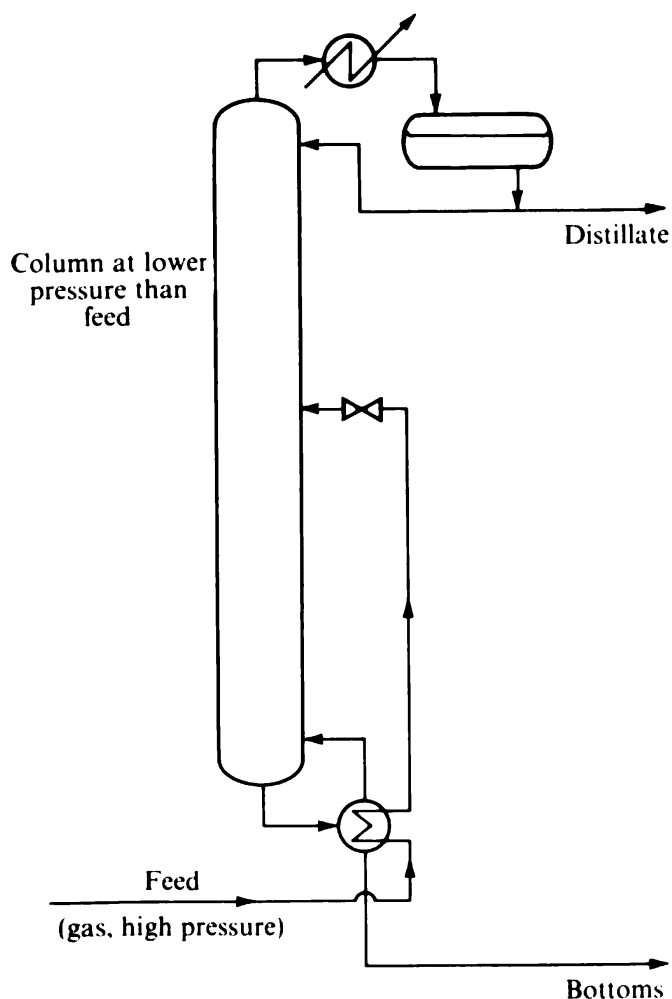 Distillate
Column at lower
pressure than
feed
Feed
(gas, high pressure)
Bottoms